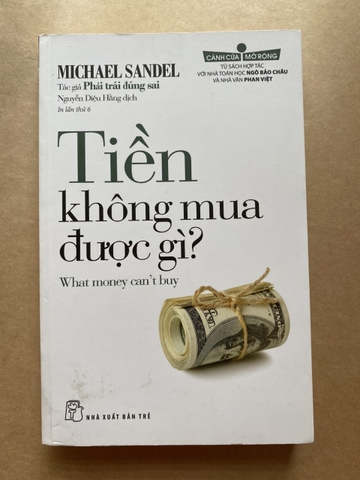 CÁNH CỬA MỞ RỘNG
TỦ SÁCH HỢP TÁC
VỚI NHÀ TOÁN HỌC NGÔ BẢO CHÂU
VÀ NHÀ VĂN PHAN VIỆT
MICHAEL SANDEL
Tác giả Phải trái đúng sai
Nguyễn Diệu Hằng dịch
In lần thứ 6
Tiền
không mua
được gì?
What money can't buy
NHÀ XUẤT BẢN TRẺ